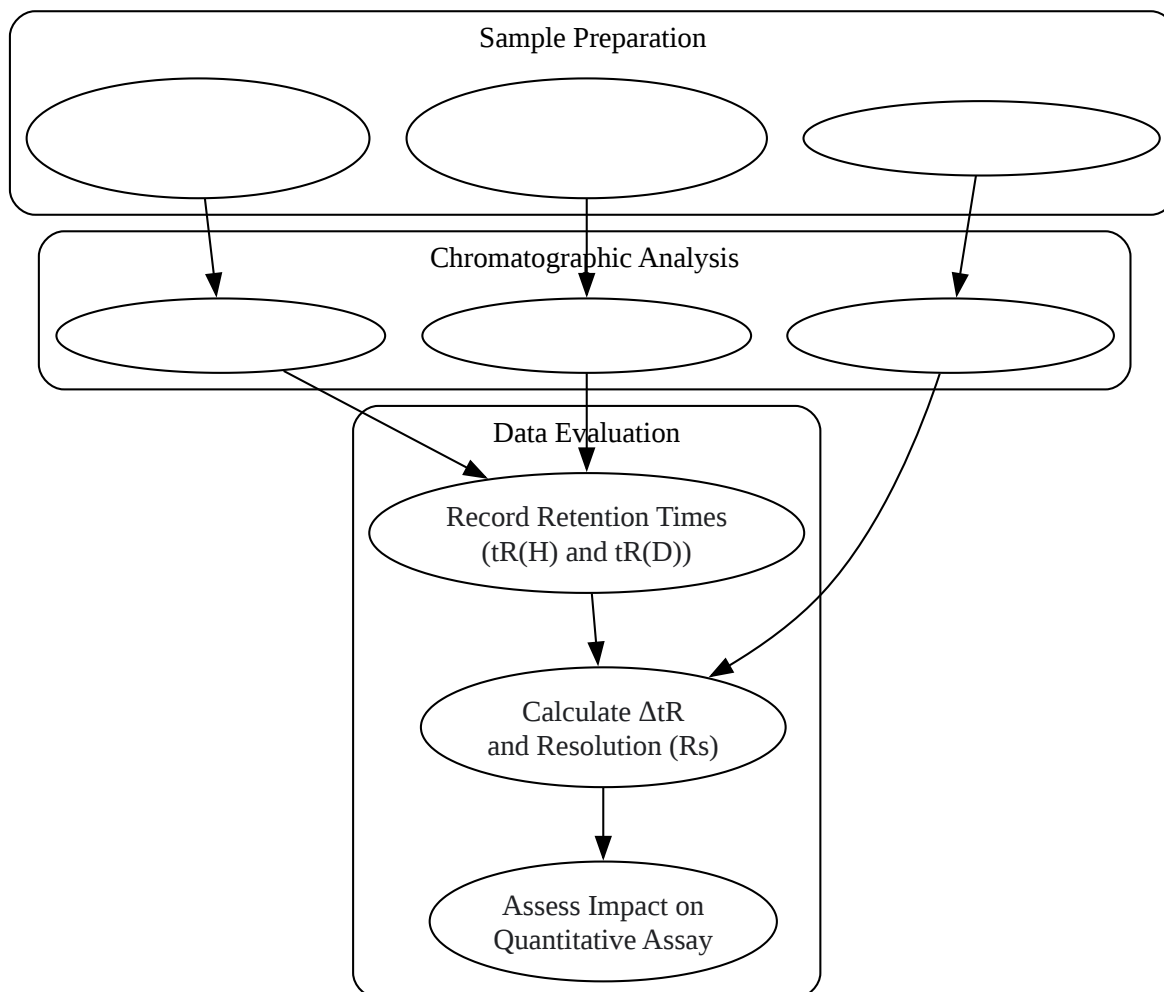 Sample Preparation
Chromatographic Analysis
Data Evaluation
Record Retention Times
(tR(H) and tR(D))
Calculate ΔtR
and Resolution (Rs)
Assess Impact on
Quantitative Assay